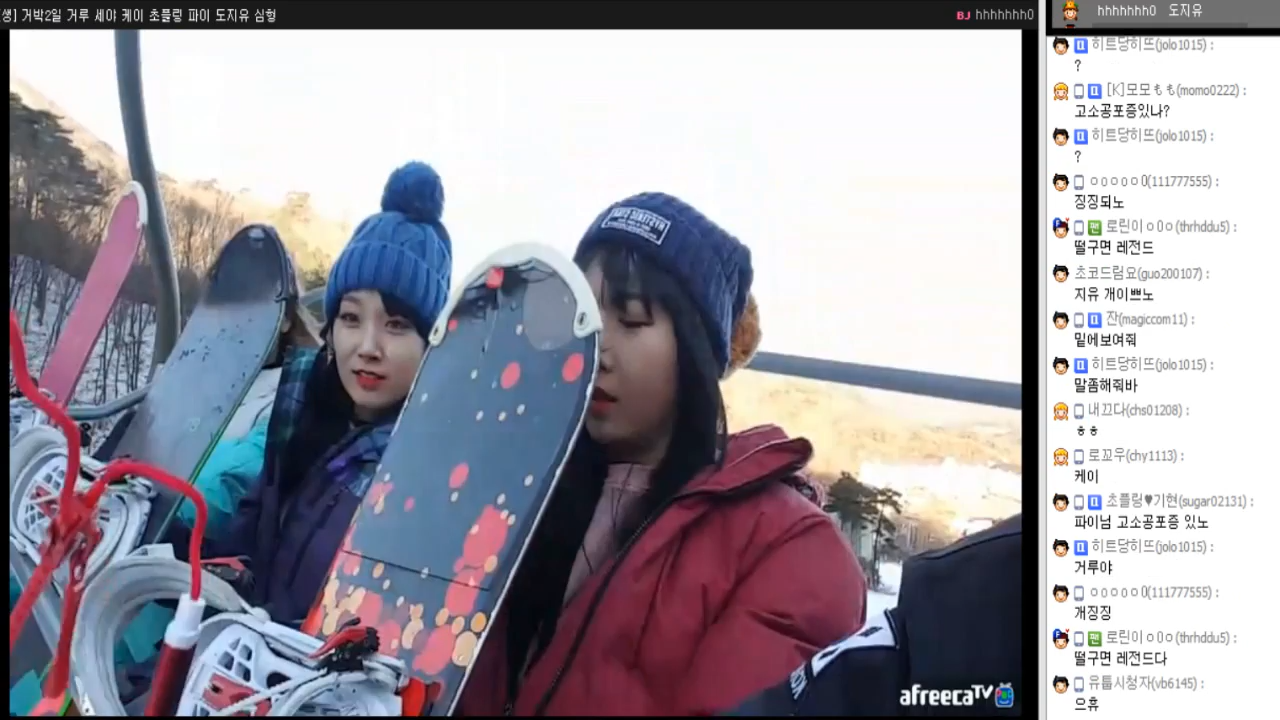 생] 거박2일 거루 세야 케이 초플링 파이 도지유 심형
BJ hhhhhhh0
hhhhhhh0 도지유
히트당히뜨(jolo1015) :
?
[K]모모もも(momo0222) :
고소공포증있나?
히트당히뜨(jolo1015) :
?
ㅇㅇㅇㅇㅇ0(111777555) :
징징되노
팬 로린이ㅇ0ㅇ(thrhddu5) :
떨구면 레전드
초코드림요(guo200107) :
지유 개이쁘노
잔(magiccom11) :
밑에보여줘
히트당히뜨(jolo1015) :
말좀해줘바
내끄다(chs01208) :
ㅎㅎ
로꼬우(chy1113) :
케이
초플링♥기현(sugar02131) :
파이님 고소공포증 있노
히트당히뜨(jolo1015) :
거루야
ㅇㅇㅇㅇㅇ0(111777555) :
개징징
팬 로린이ㅇ0ㅇ(thrhddu5) :
떨구면 레전드다
유튭시청자(vb6145) :
으휴
afreecaTV